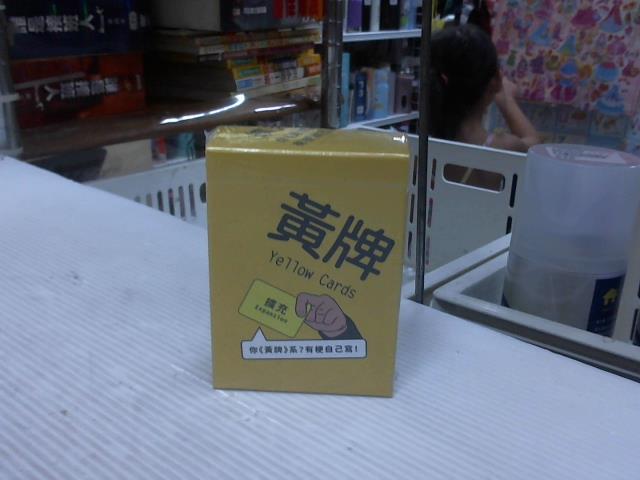 黃牌
Yellow Cards
擴充
Expansion
你《黃牌》系?有梗自己寫!